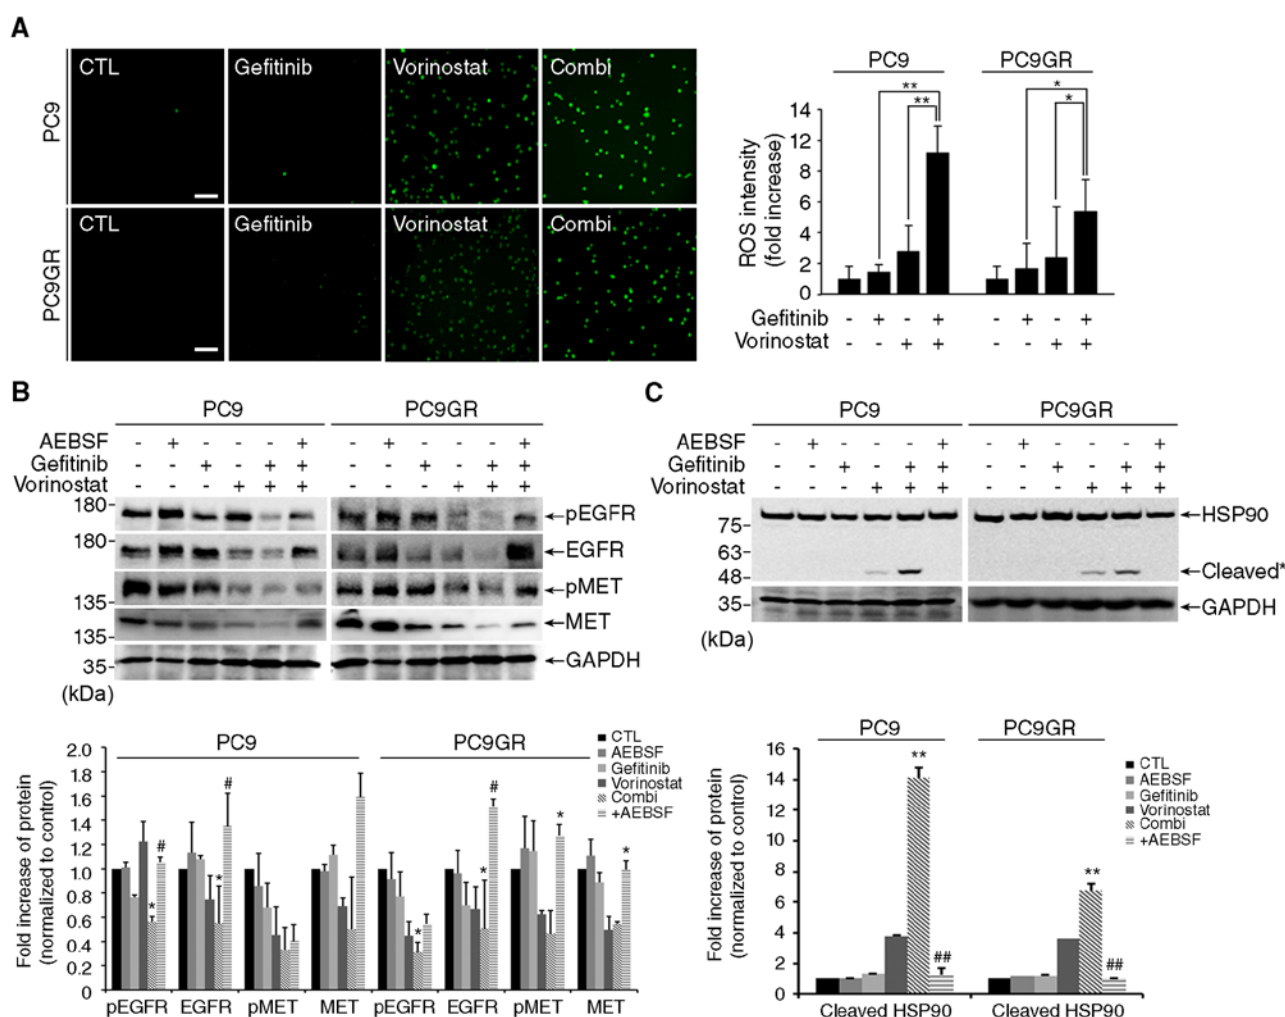 A
CTL Gefitinib Vorinostat Combi
PC9
CTL Gefitinib Vorinostat Combi
PC9GR
PC9 PC9GR
** ** * *
ROS intensity
(fold increase)
14
12
8
6
4
2
0
Gefitinib - + - + - + - +
Vorinostat - - + + - - + +
B
PC9 PC9GR
AEBSF - + - - - + - + - - - +
Gefitinib - - + - + + - - + - + +
Vorinostat - - - + + + - - - + + +
180- ←pEGFR
180- ←EGFR
135- ←pMET
135- ←MET
35- ←GAPDH
(kDa)
PC9 PC9GR
Fold increase of protein
(normalized to control)
2.0
1.8
1.6
1.4
1.2
1.0
0.8
0.6
0.4
0.2
0
* # * # * * # * *
CTL
AEBSF
Gefitinib
Vorinostat
Combi
+AEBSF
pEGFR EGFR pMET MET pEGFR EGFR pMET MET
C
PC9 PC9GR
AEBSF - + - - - + - + - - - +
Gefitinib - - + - + + - - + - + +
Vorinostat - - - + + + - - - + + +
←HSP90
75-
63-
48- ←Cleaved*
35- ←GAPDH
(kDa)
PC9 PC9GR
Fold increase of protein
(normalized to control)
16
14
12
10
8
6
4
2
0
** ## ** ##
CTL
AEBSF
Gefitinib
Vorinostat
Combi
+AEBSF
Cleaved HSP90 Cleaved HSP90